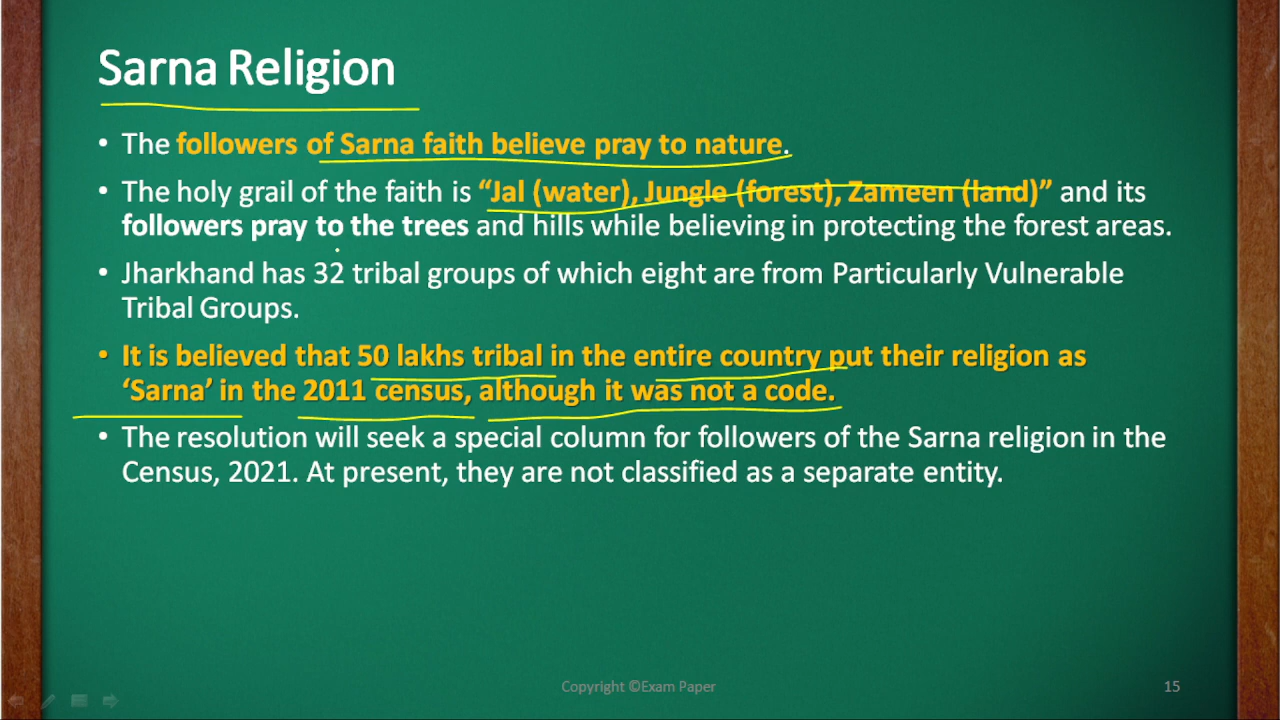 Sarna Religion
• The followers of Sarna faith believe pray to nature.
• The holy grail of the faith is “Jal (water), Jungle (forest), Zameen (land)” and its
followers pray to the trees and hills while believing in protecting the forest areas.
• Jharkhand has 32 tribal groups of which eight are from Particularly Vulnerable
Tribal Groups.
• It is believed that 50 lakhs tribal in the entire country put their religion as
‘Sarna’ in the 2011 census, although it was not a code.
• The resolution will seek a special column for followers of the Sarna religion in the
Census, 2021. At present, they are not classified as a separate entity.
Copyright ©Exam Paper
15